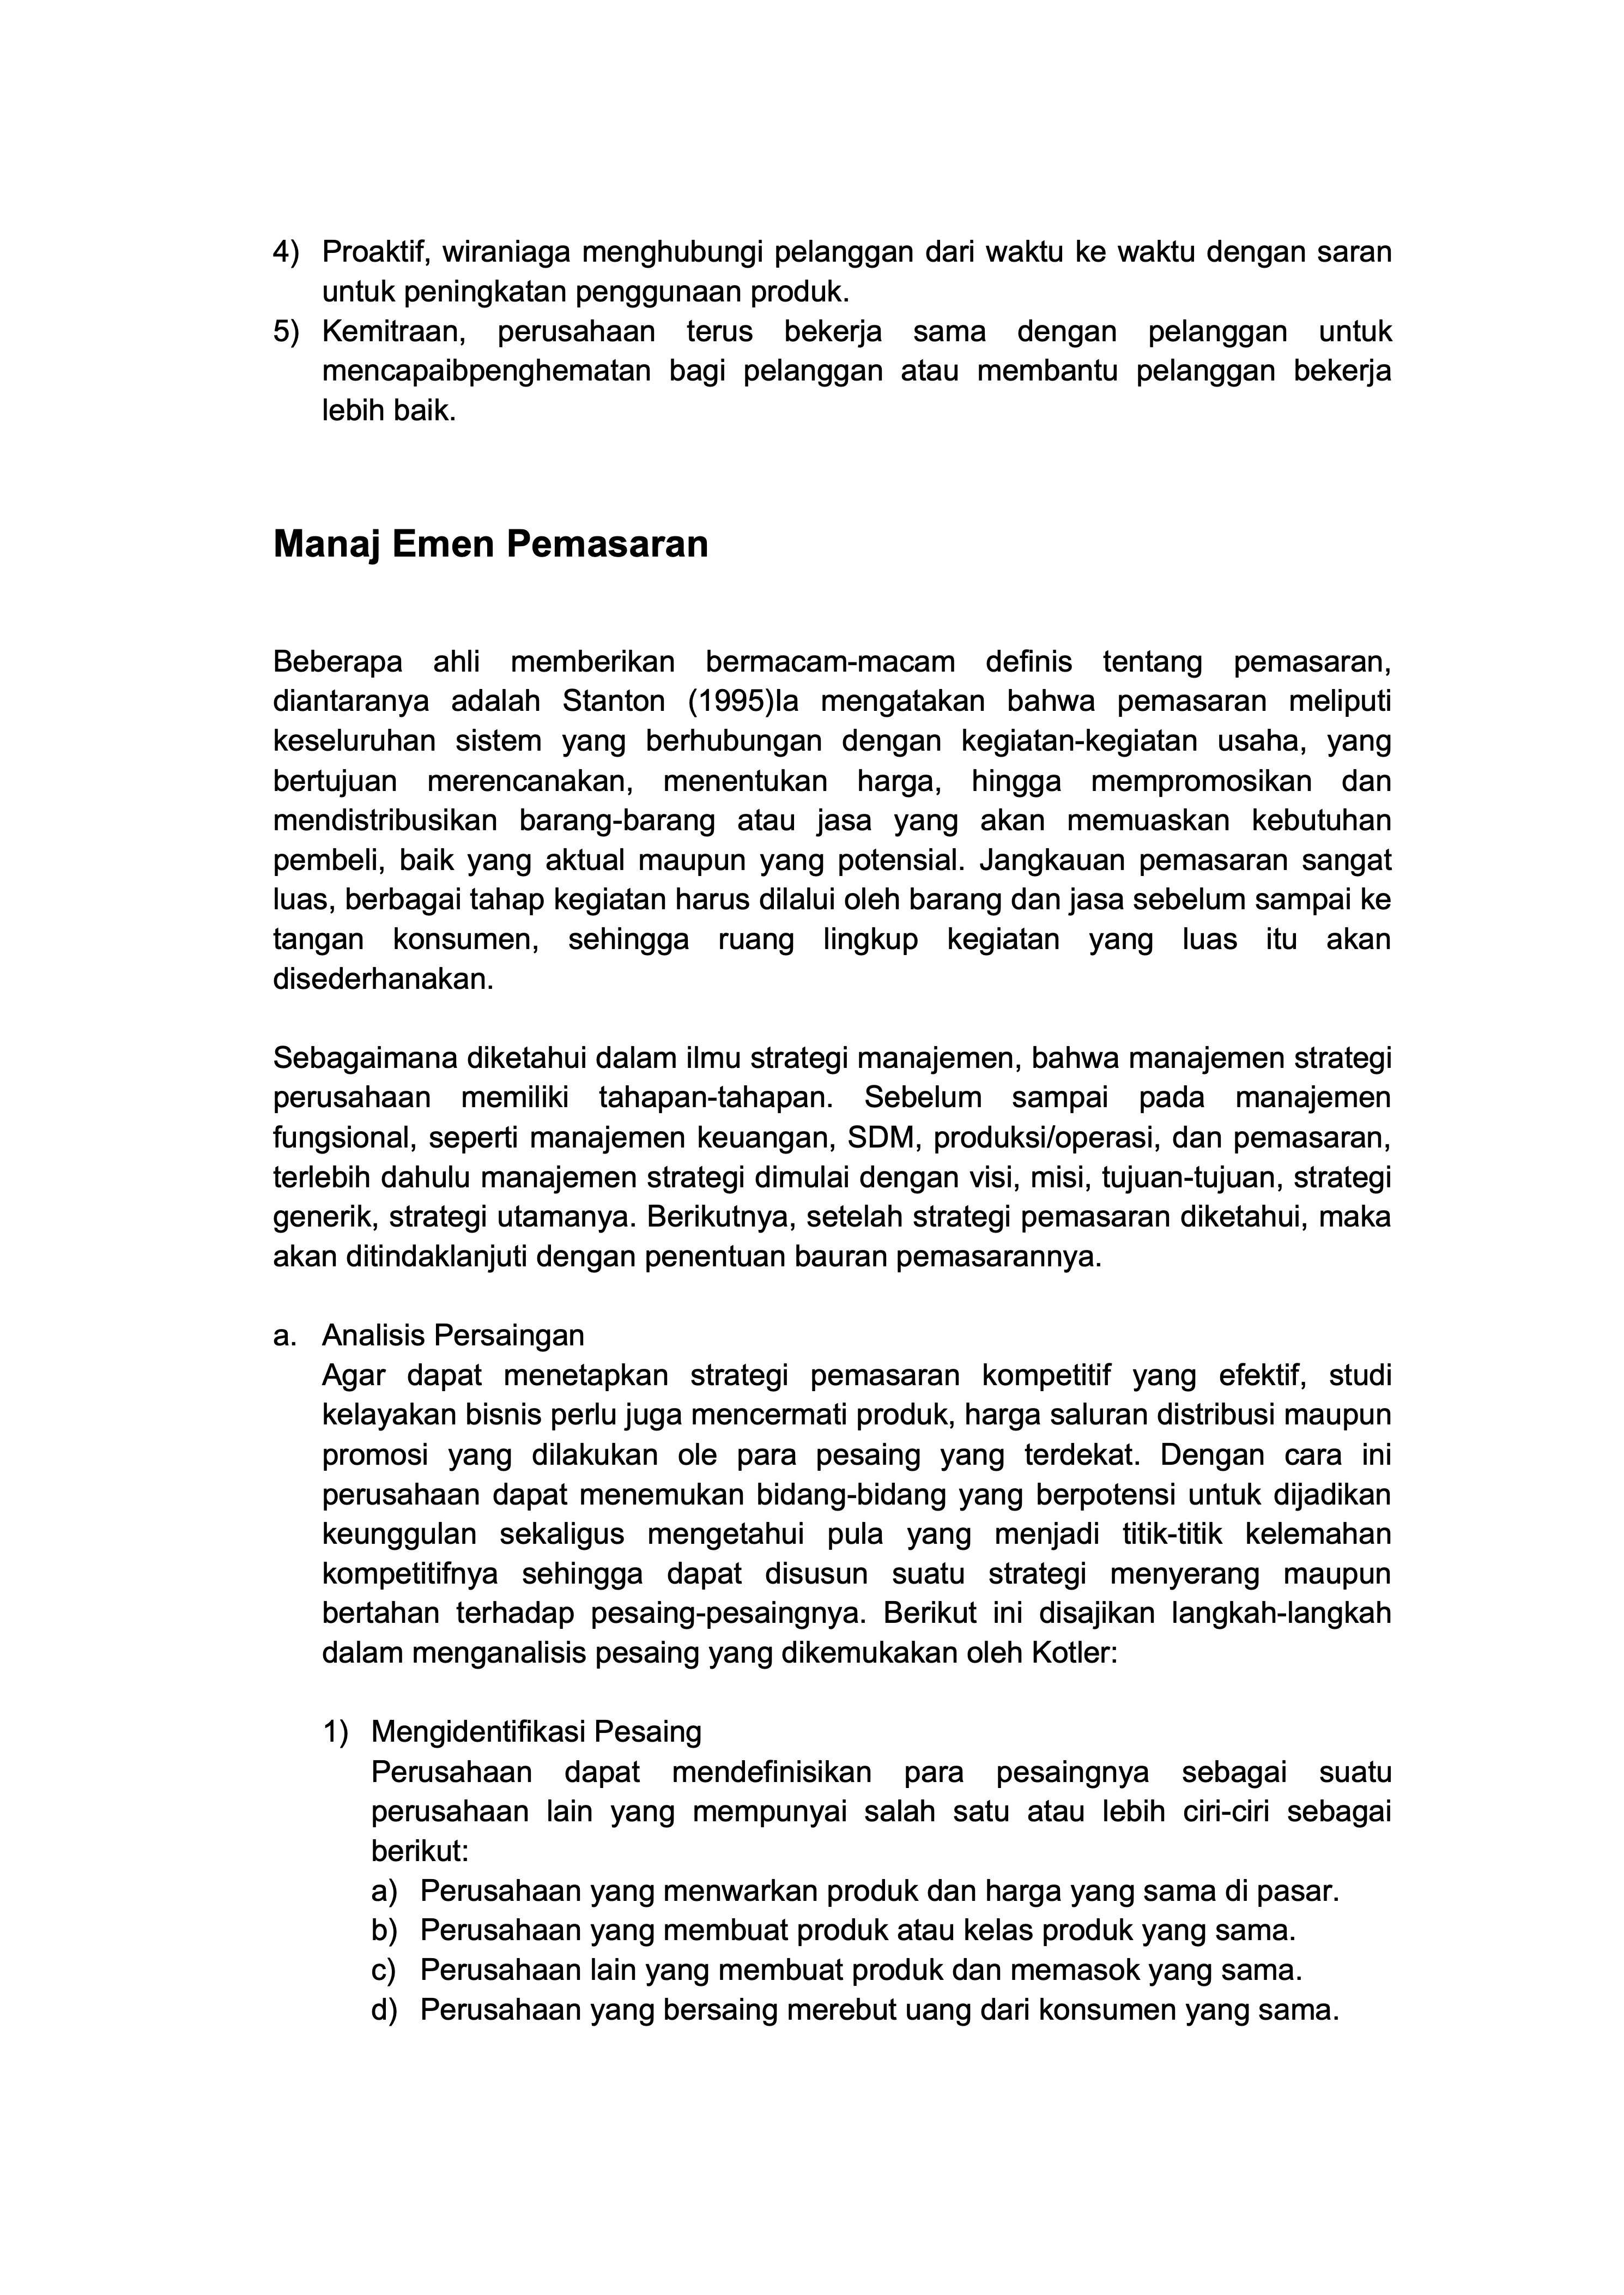 4) Proaktif, wiraniaga menghubungi pelanggan dari waktu ke waktu dengan saran
untuk peningkatan penggunaan produk.
5) Kemitraan, perusahaan terus bekerja sama dengan pelanggan untuk
mencapaibpenghematan bagi pelanggan atau membantu pelanggan bekerja
lebih baik.
Manaj Emen Pemasaran
Beberapa ahli memberikan bermacam-macam definis tentang pemasaran,
diantaranya adalah Stanton (1995)Ia mengatakan bahwa pemasaran meliputi
keseluruhan sistem yang berhubungan dengan kegiatan-kegiatan usaha, yang
bertujuan merencanakan, menentukan harga, hingga mempromosikan dan
mendistribusikan barang-barang atau jasa yang akan memuaskan kebutuhan
pembeli, baik yang aktual maupun yang potensial. Jangkauan pemasaran sangat
luas, berbagai tahap kegiatan harus dilalui oleh barang dan jasa sebelum sampai ke
tangan konsumen, sehingga ruang lingkup kegiatan yang luas itu akan
disederhanakan.
Sebagaimana diketahui dalam ilmu strategi manajemen, bahwa manajemen strategi
perusahaan memiliki tahapan-tahapan. Sebelum sampai pada manajemen
fungsional, seperti manajemen keuangan, SDM, produksi/operasi, dan pemasaran,
terlebih dahulu manajemen strategi dimulai dengan visi, misi, tujuan-tujuan, strategi
generik, strategi utamanya. Berikutnya, setelah strategi pemasaran diketahui, maka
akan ditindaklanjuti dengan penentuan bauran pemasarannya.
a. Analisis Persaingan
Agar dapat menetapkan strategi pemasaran kompetitif yang efektif, studi
kelayakan bisnis perlu juga mencermati produk, harga saluran distribusi maupun
promosi yang dilakukan ole para pesaing yang terdekat. Dengan cara ini
perusahaan dapat menemukan bidang-bidang yang berpotensi untuk dijadikan
keunggulan sekaligus mengetahui pula yang menjadi titik-titik kelemahan
kompetitifnya sehingga dapat disusun suatu strategi menyerang maupun
bertahan terhadap pesaing-pesaingnya. Berikut ini disajikan langkah-langkah
dalam menganalisis pesaing yang dikemukakan oleh Kotler:
1) Mengidentifikasi Pesaing
Perusahaan dapat mendefinisikan para pesaingnya sebagai suatu
perusahaan lain yang mempunyai salah satu atau lebih ciri-ciri sebagai
berikut:
a) Perusahaan yang menwarkan produk dan harga yang sama di pasar.
b) Perusahaan yang membuat produk atau kelas produk yang sama.
c) Perusahaan lain yang membuat produk dan memasok yang sama.
d) Perusahaan yang bersaing merebut uang dari konsumen yang sama.